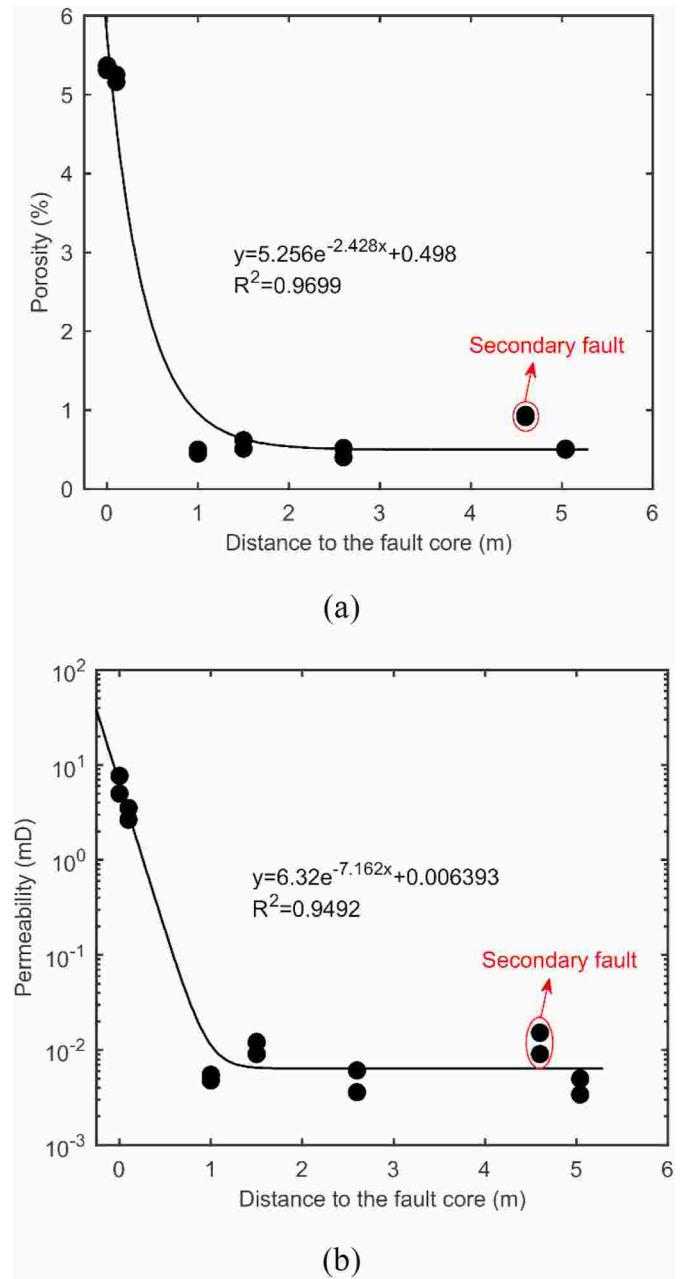 6
5
4
3
2
1
0
Porosity (%)
y=5.256e^-2.428x+0.498
R^2=0.9699
Secondary fault
0 1 2 3 4 5 6
Distance to the fault core (m)
(a)
10^2
10^1
10^0
10^-1
10^-2
10^-3
Permeability (mD)
y=6.32e^-7.162x+0.006393
R^2=0.9492
Secondary fault
0 1 2 3 4 5 6
Distance to the fault core (m)
(b)